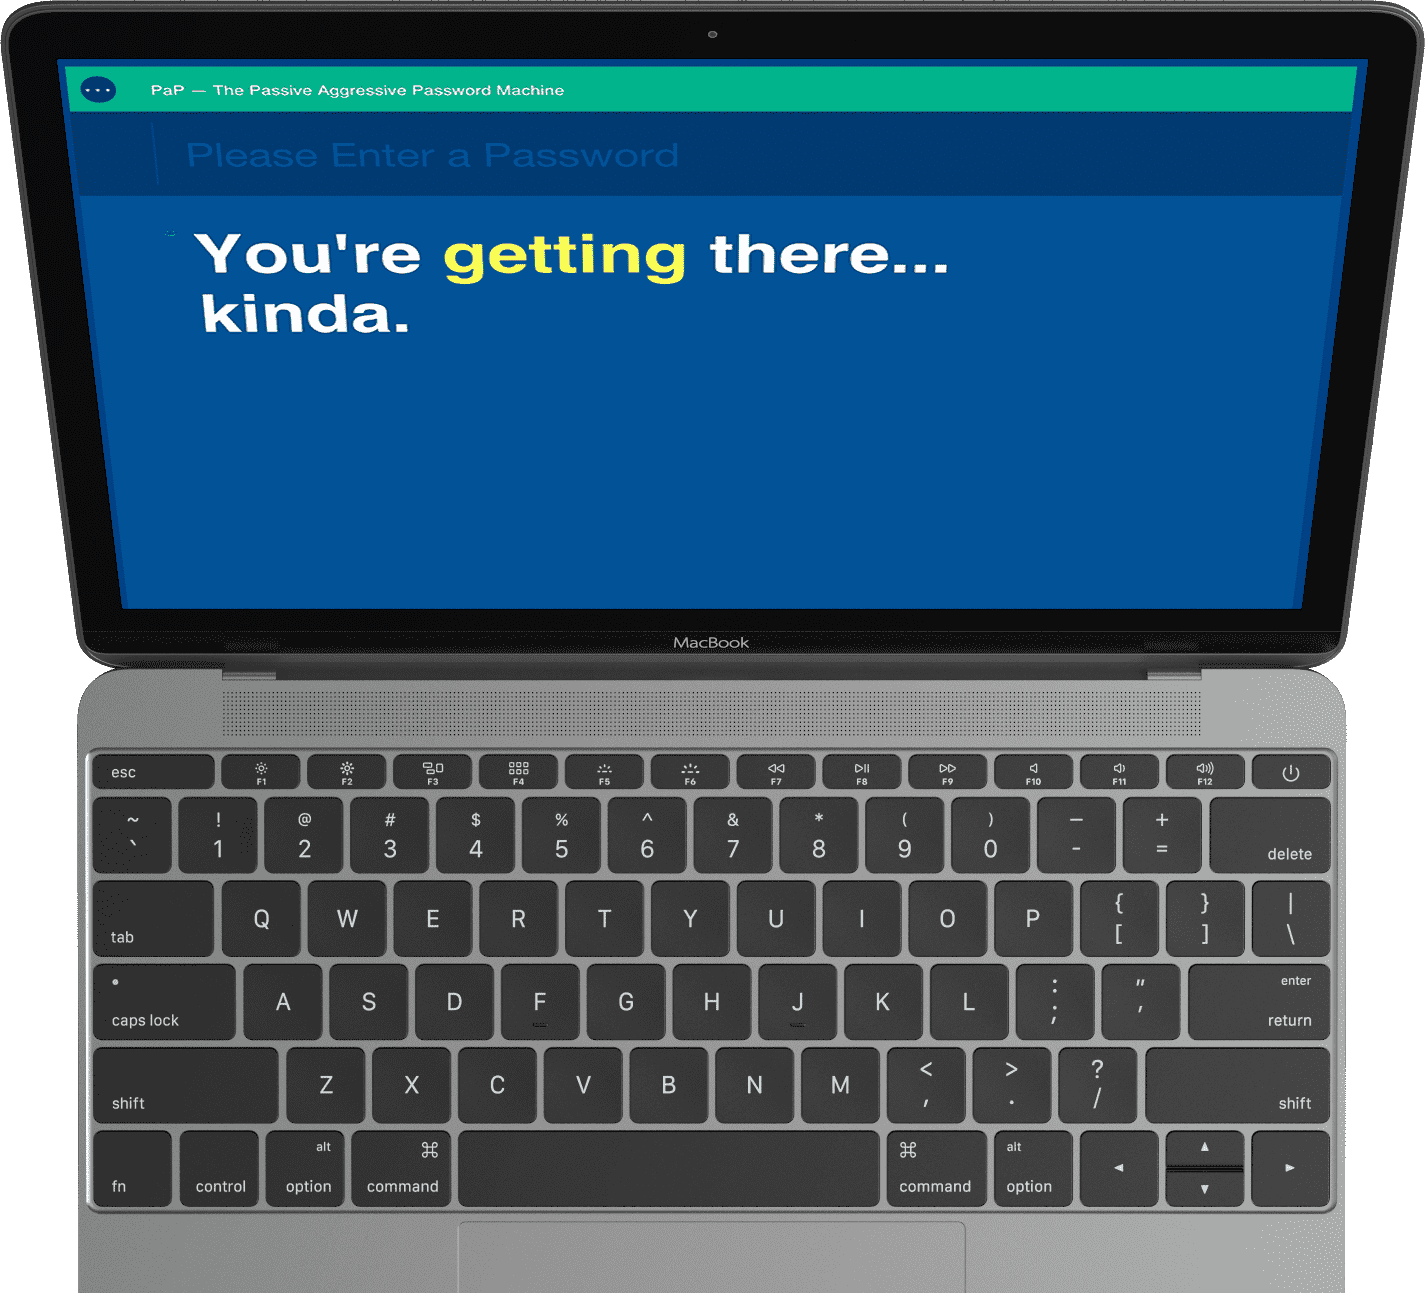 PaP — The Passive Aggressive Password Machine
Please Enter a Password
You're getting there...
kinda.
MacBook
esc F1 F2 F3 F4 F5 F6 F7 F8 F9 F10 F11 F12
~ ! @ # $ % ^ & * ( ) — +
` 1 2 3 4 5 6 7 8 9 0 - = delete
tab Q W E R T Y U I O P { [ } ] | \
caps lock A S D F G H J K L : ; " ' enter return
shift Z X C V B N M < , > . ? / shift
fn control alt option ⌘ command ⌘ command alt option ◀ ▲ ▼ ▶